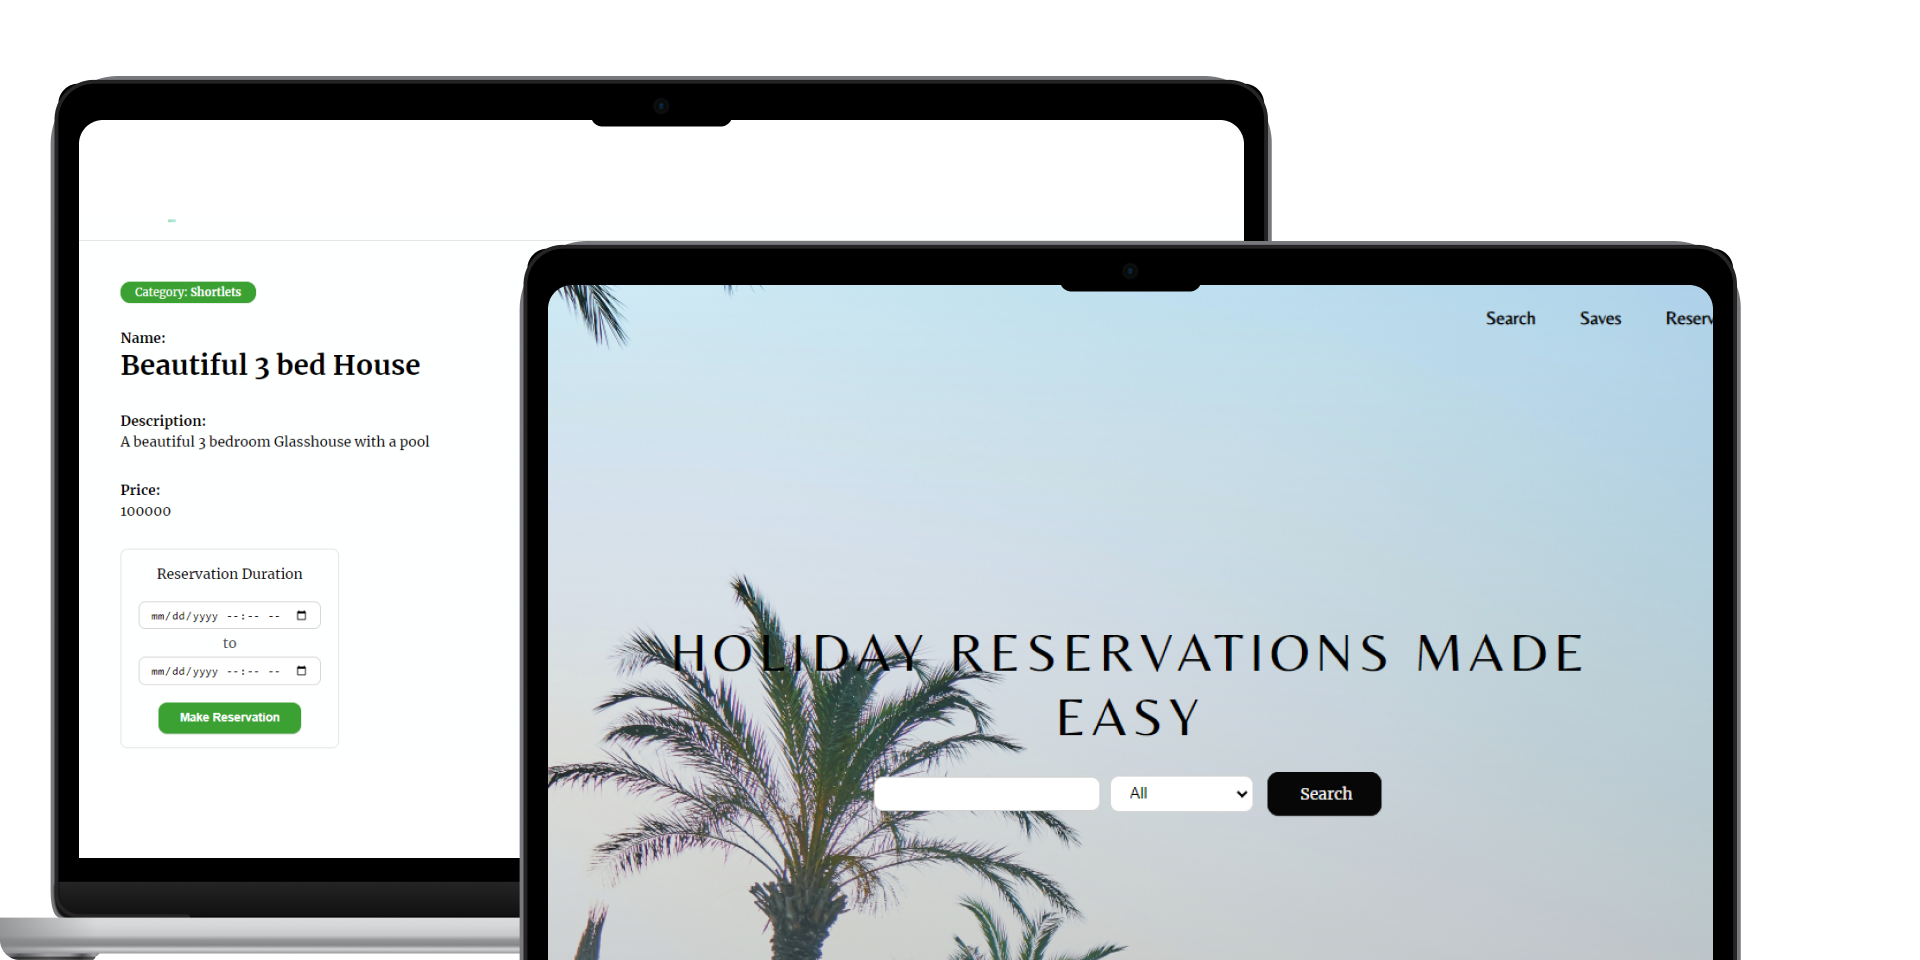 Category: Shortlets
Name:
Beautiful 3 bed House
Description:
A beautiful 3 bedroom Glasshouse with a pool
Price:
100000
Reservation Duration
mm/dd/yyyy --:-- --
to
mm/dd/yyyy --:-- --
Make Reservation
Search Saves Reserv
HOLIDAY RESERVATIONS MADE
EASY
All Search